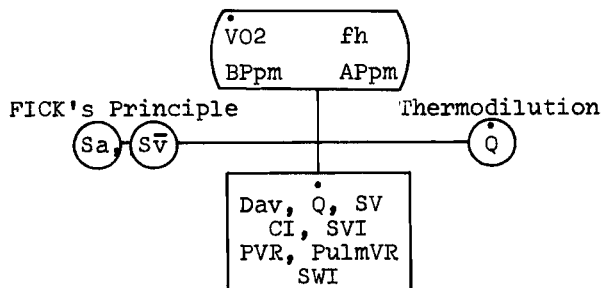 V̇O2 fh
BPpm APpm
FICK's Principle Thermodilution
Sa, Sv̅ Q̇
Dav, Q̇, SV
CI, SVI
PVR, PulmVR
SWI